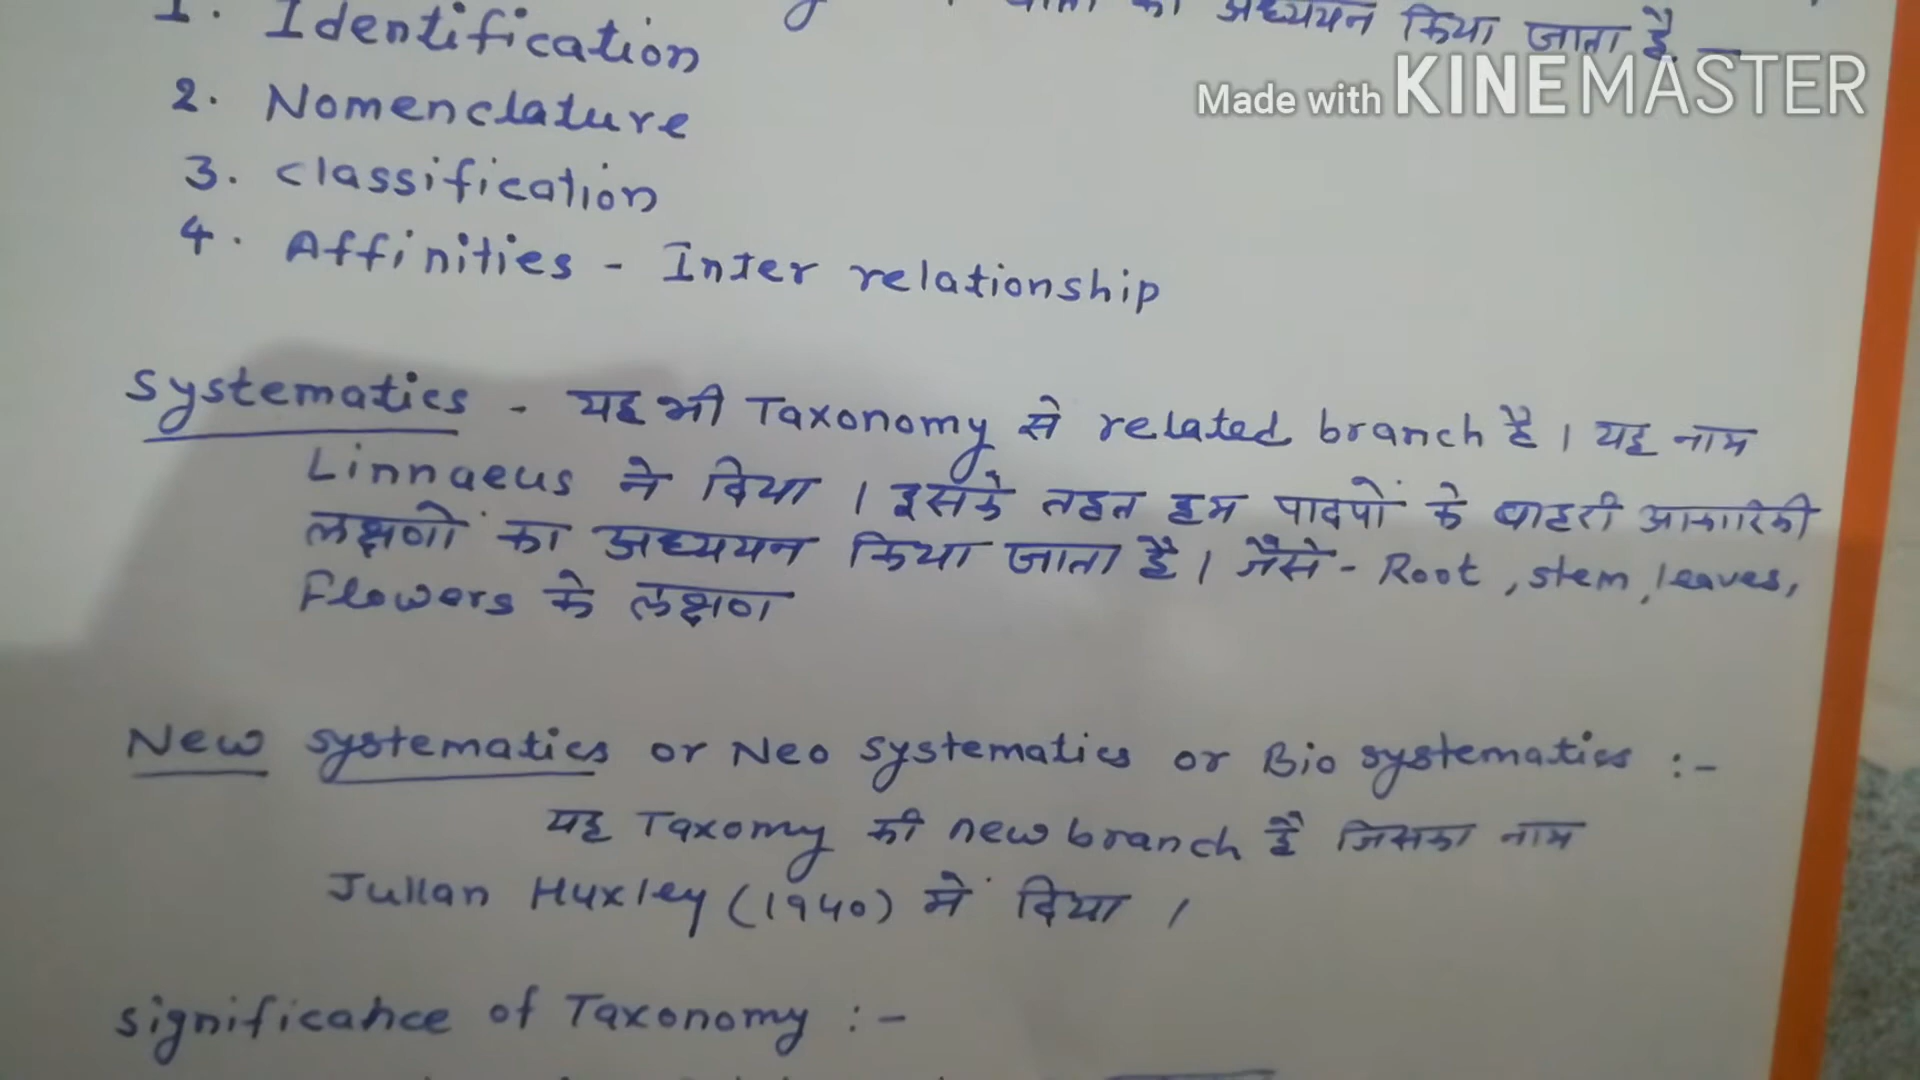 का अध्ययन किया जाता है -
1. Identification
Made with KINEMASTER
2. Nomenclature
3. classification
4. Affinities - Inter relationship
Systematics - यह भी Taxonomy से related branch है। यह नाम
Linnaeus ने दिया। इसके तहत हम पादपों के बाहरी आकारिकी
लक्षणों का अध्ययन किया जाता है। जैसे - Root, stem, leaves,
Flowers के लक्षण
New systematics or Neo systematics or Bio systematics :-
यह Taxomy की new branch है जिसका नाम
Julian Huxley (1940) में दिया।
significance of Taxonomy :-